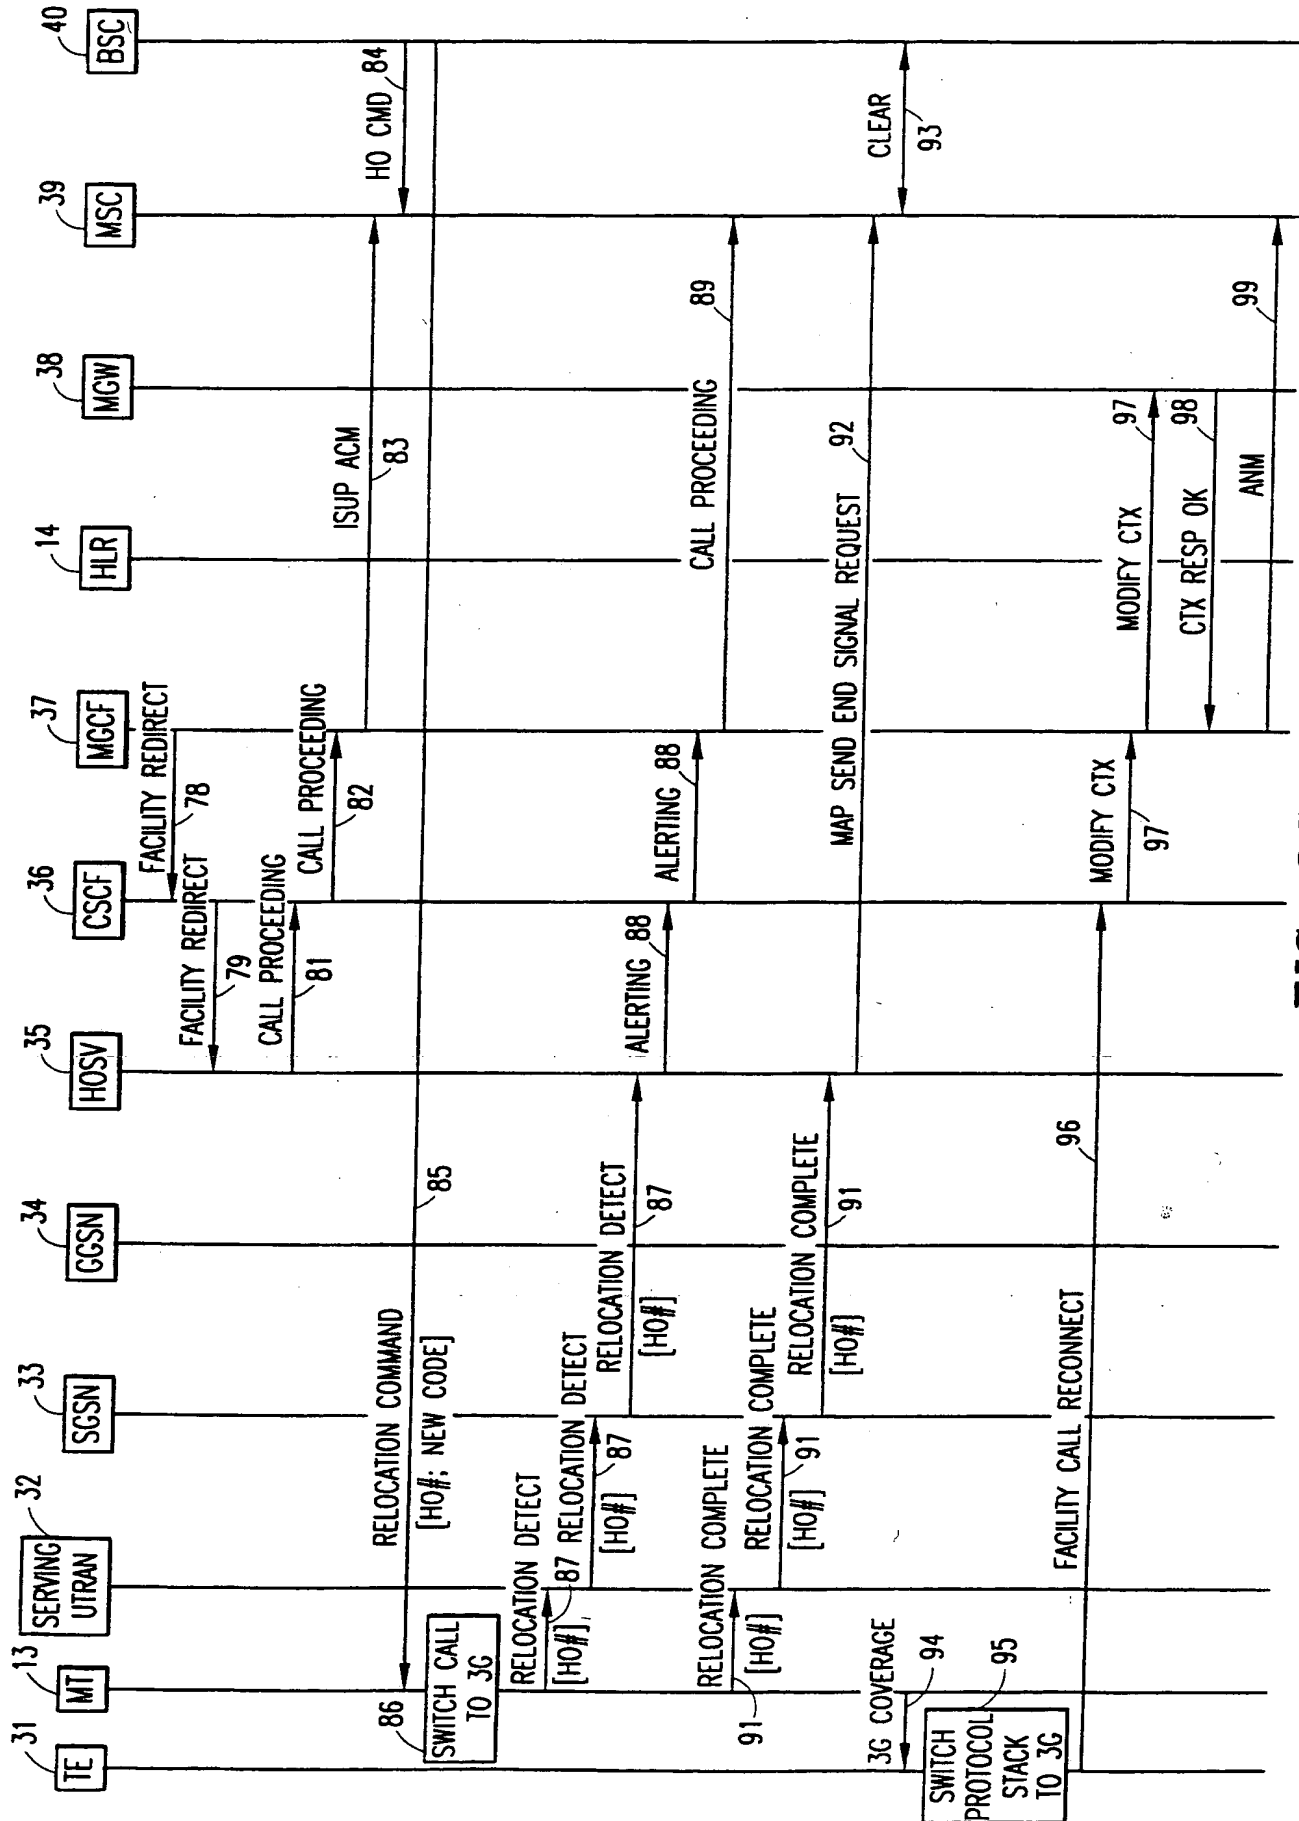 31
TE
13
MT
32
SERVING
UTRAN
33
SGSN
34
GGSN
35
HOSV
36
CSCF
37
MGCF
14
HLR
38
MGW
39
MSC
40
BSC
FACILITY REDIRECT
78
FACILITY REDIRECT
79
CALL PROCEEDING
81
CALL PROCEEDING
82
ISUP ACM
83
HO CMD 84
RELOCATION COMMAND
[HO#; NEW CODE]
85
86
SWITCH CALL
TO 3G
RELOCATION DETECT
[HO#]
87
RELOCATION DETECT
[HO#]
87
RELOCATION DETECT
[HO#]
87
ALERTING 88
ALERTING 88
CALL PROCEEDING
89
RELOCATION COMPLETE
[HO#]
91
RELOCATION COMPLETE
[HO#]
91
RELOCATION COMPLETE
[HO#]
91
MAP SEND END SIGNAL REQUEST
92
CLEAR
93
3G COVERAGE
94
SWITCH
PROTOCOL
STACK
TO 3G
95
FACILITY CALL RECONNECT
96
MODIFY CTX
97
MODIFY CTX
97
CTX RESP OK
98
ANM
99